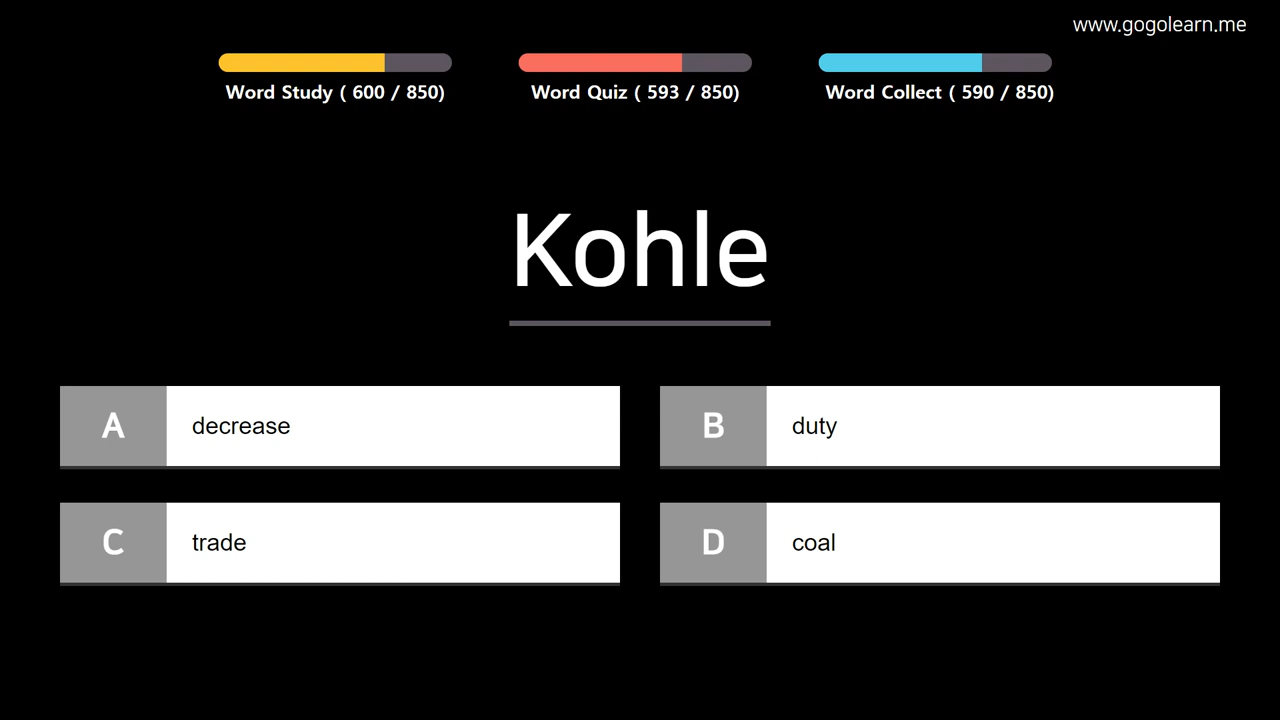 www.gogolearn.me
Word Study ( 600 / 850)
Word Quiz ( 593 / 850)
Word Collect ( 590 / 850)
Kohle
A decrease
B duty
C trade
D coal